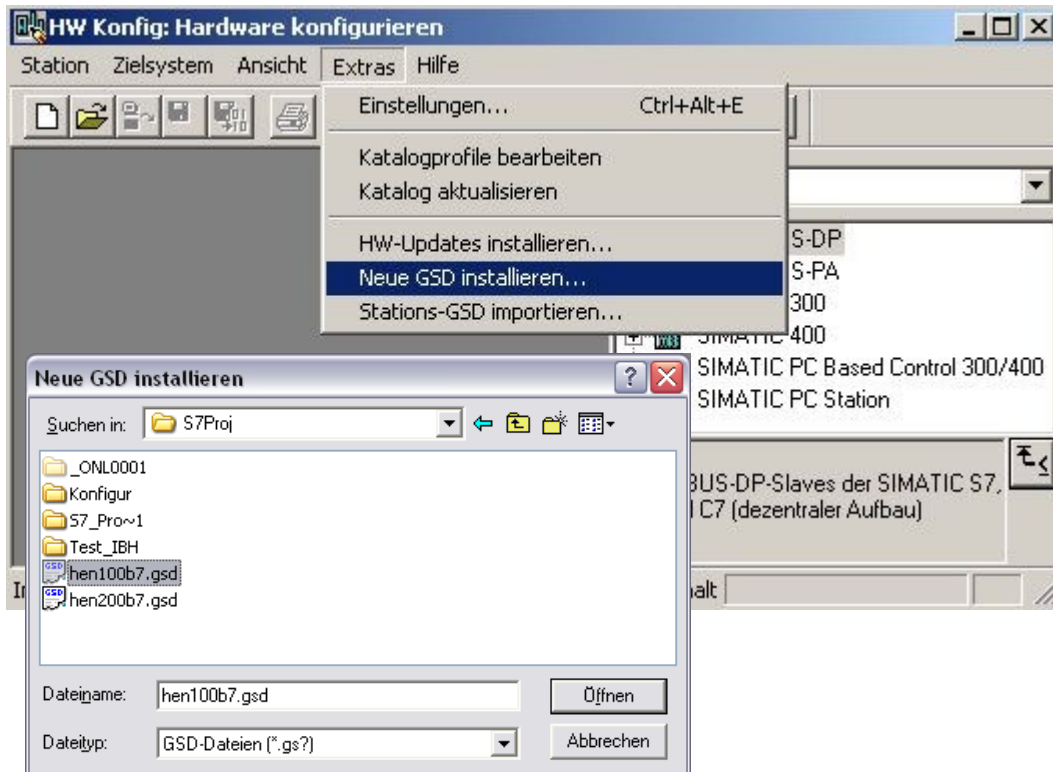 HW Konfig: Hardware konfigurieren
Station Zielsystem Ansicht Extras Hilfe
Einstellungen... Ctrl+Alt+E
Katalogprofile bearbeiten
Katalog aktualisieren
HW-Updates installieren...
Neue GSD installieren...
Stations-GSD importieren...
S-DP
S-PA
300
SIMATIC 400
SIMATIC PC Based Control 300/400
SIMATIC PC Station
BUS-DP-Slaves der SIMATIC S7,
C7 (dezentraler Aufbau)
Neue GSD installieren
Suchen in: S7Proj
_ONL0001
Konfigur
S7_Pro~1
Test_IBH
hen100b7.gsd
hen200b7.gsd
Dateiname: hen100b7.gsd Öffnen
Dateityp: GSD-Dateien (*.gs?) Abbrechen